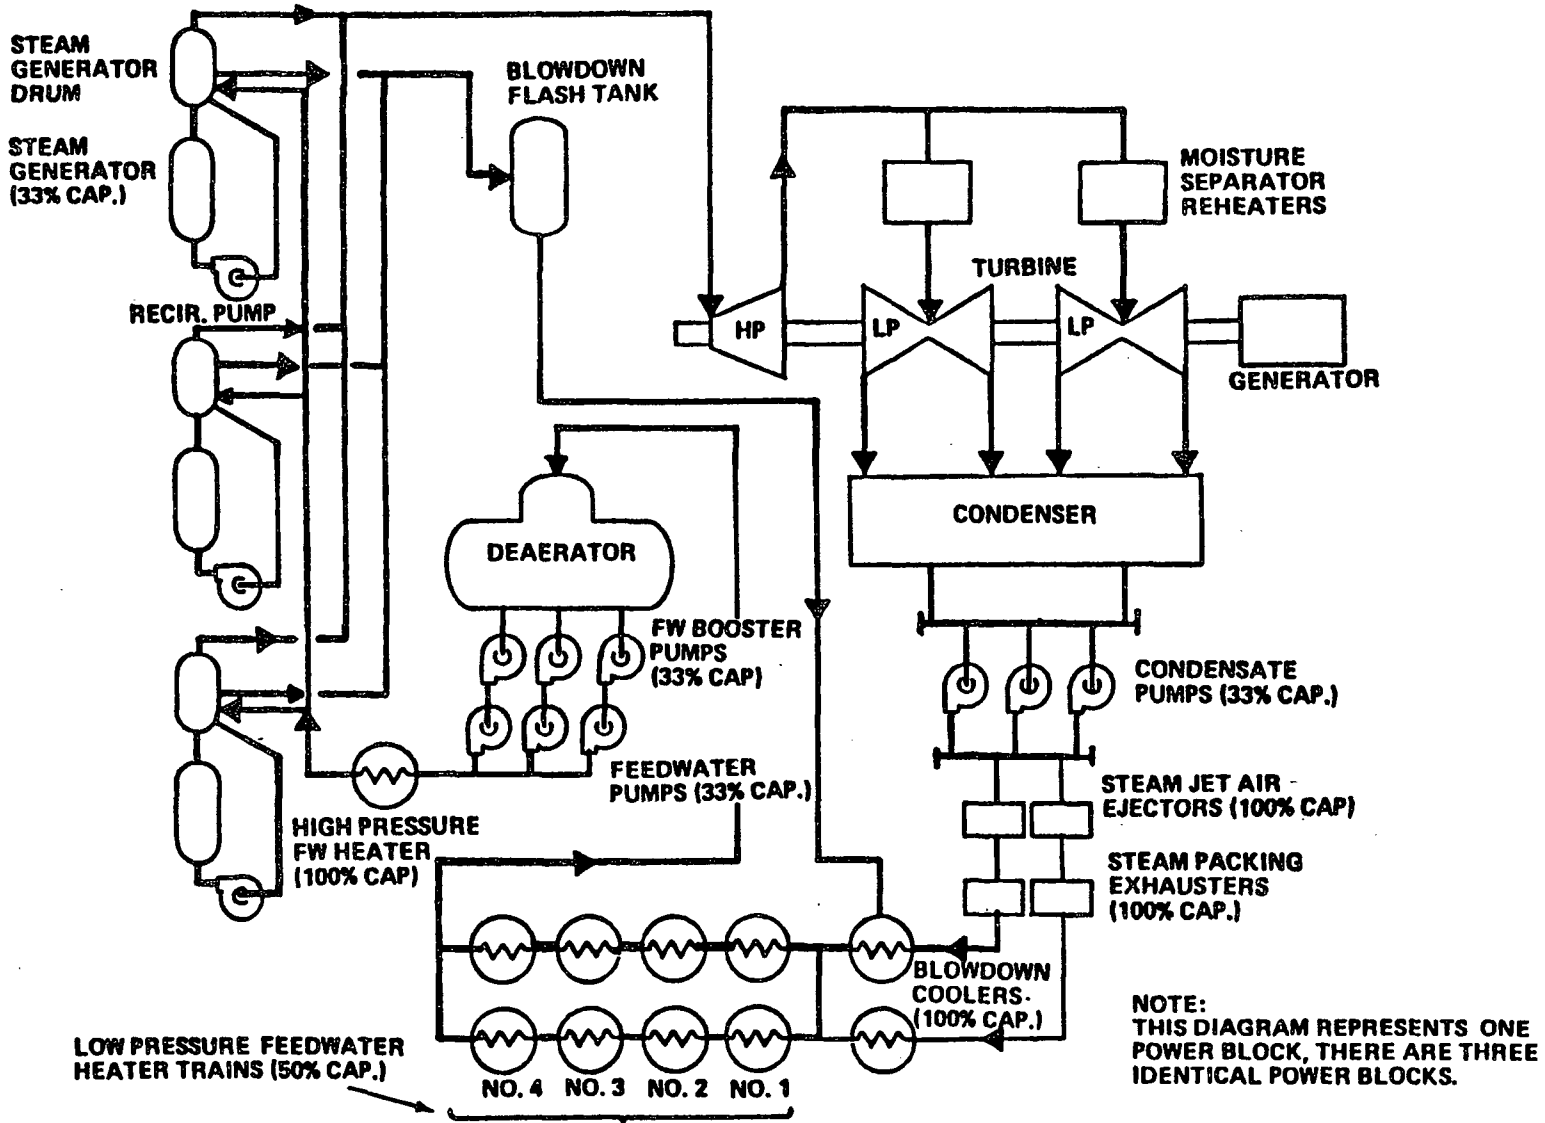 STEAM
GENERATOR
DRUM
BLOWDOWN
FLASH TANK
STEAM
GENERATOR
(33% CAP.)
MOISTURE
SEPARATOR
REHEATERS
RECIR. PUMP
TURBINE
HP
LP
LP
GENERATOR
CONDENSER
DEAERATOR
FW BOOSTER
PUMPS
(33% CAP)
CONDENSATE
PUMPS (33% CAP.)
FEEDWATER
PUMPS (33% CAP.)
STEAM JET AIR
EJECTORS (100% CAP)
HIGH PRESSURE
FW HEATER
(100% CAP)
STEAM PACKING
EXHAUSTERS
(100% CAP.)
BLOWDOWN
COOLERS.
(100% CAP.)
LOW PRESSURE FEEDWATER
HEATER TRAINS (50% CAP.)
NO. 4
NO. 3
NO. 2
NO. 1
NOTE:
THIS DIAGRAM REPRESENTS ONE
POWER BLOCK, THERE ARE THREE
IDENTICAL POWER BLOCKS.